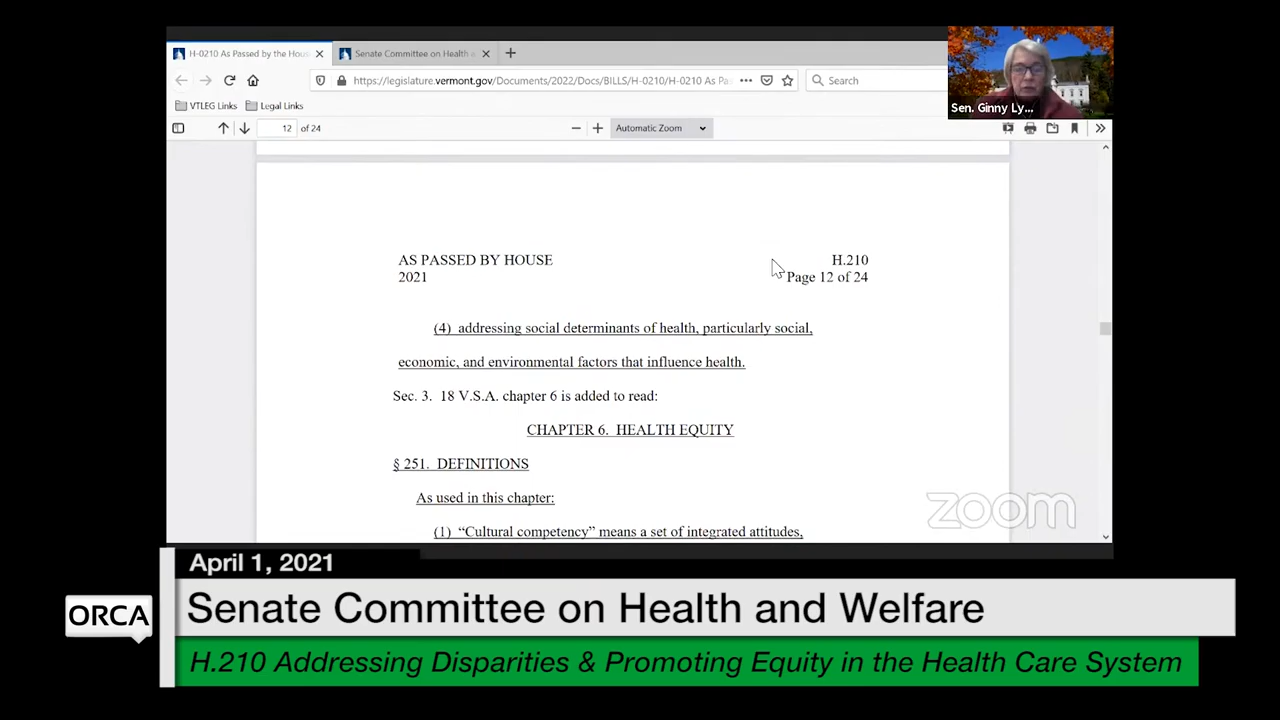 H-0210 As Passed by the Hous
Senate Committee on Health a
https://legislature.vermont.gov/Documents/2022/Docs/BILLS/H-0210/H-0210 As Pa
Search
VTLEG Links
Legal Links
12 of 24
Automatic Zoom
Sen. Ginny Ly...
AS PASSED BY HOUSE H.210
2021 Page 12 of 24
(4) addressing social determinants of health, particularly social,
economic, and environmental factors that influence health.
Sec. 3. 18 V.S.A. chapter 6 is added to read:
CHAPTER 6. HEALTH EQUITY
§ 251. DEFINITIONS
As used in this chapter:
(1) “Cultural competency” means a set of integrated attitudes,
zoom
April 1, 2021
ORCA
Senate Committee on Health and Welfare
H.210 Addressing Disparities & Promoting Equity in the Health Care System